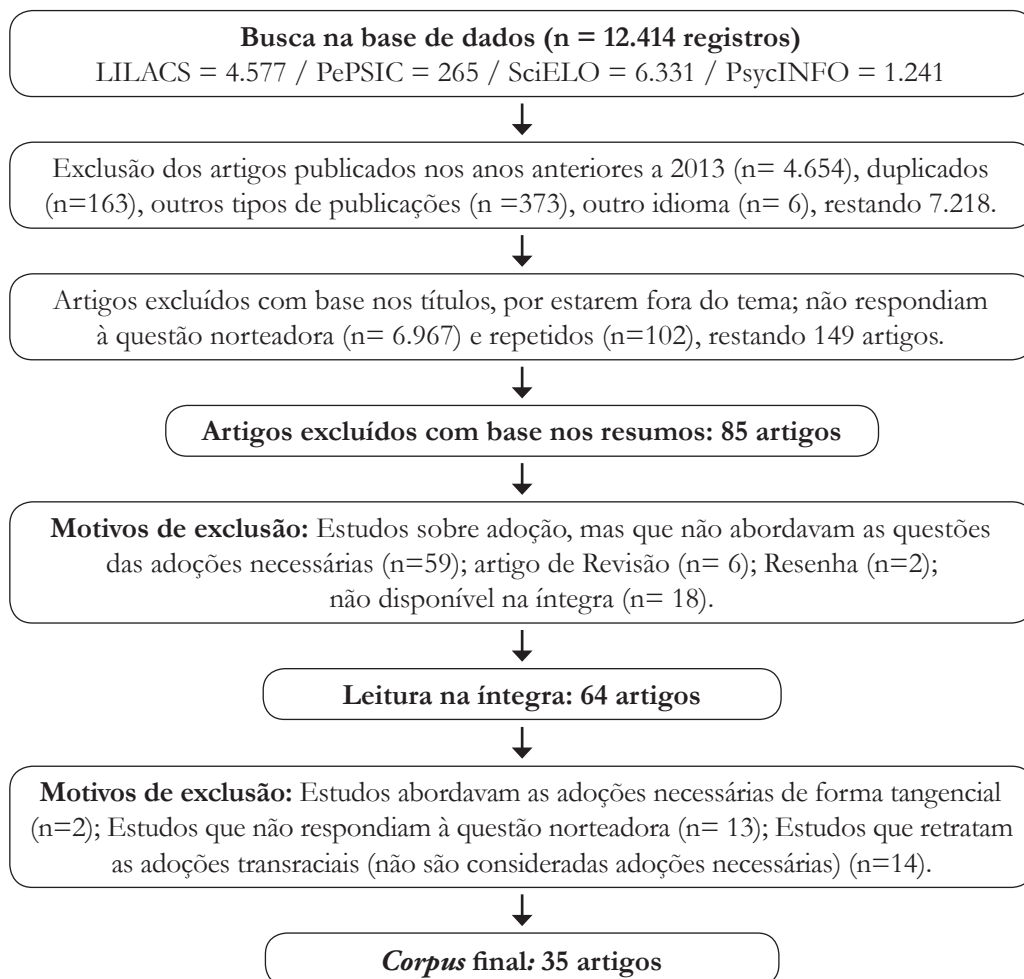 Busca na base de dados (n = 12.414 registros)
LILACS = 4.577 / PePSIC = 265 / SciELO = 6.331 / PsycINFO = 1.241
Exclusão dos artigos publicados nos anos anteriores a 2013 (n= 4.654), duplicados
(n=163), outros tipos de publicações (n =373), outro idioma (n= 6), restando 7.218.
Artigos excluídos com base nos títulos, por estarem fora do tema; não respondiam
à questão norteadora (n= 6.967) e repetidos (n=102), restando 149 artigos.
Artigos excluídos com base nos resumos: 85 artigos
Motivos de exclusão: Estudos sobre adoção, mas que não abordavam as questões
das adoções necessárias (n=59); artigo de Revisão (n= 6); Resenha (n=2);
não disponível na íntegra (n= 18).
Leitura na íntegra: 64 artigos
Motivos de exclusão: Estudos abordavam as adoções necessárias de forma tangencial
(n=2); Estudos que não respondiam à questão norteadora (n= 13); Estudos que retratam
as adoções transraciais (não são consideradas adoções necessárias) (n=14).
Corpus final: 35 artigos